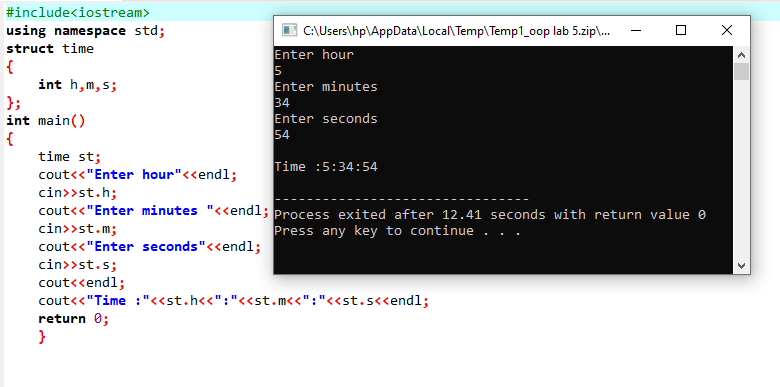 #include<iostream>
using namespace std;
struct time
{
    int h,m,s;
};
int main()
{
    time st;
    cout<<"Enter hour"<<endl;
    cin>>st.h;
    cout<<"Enter minutes "<<endl;
    cin>>st.m;
    cout<<"Enter seconds"<<endl;
    cin>>st.s;
    cout<<endl;
    cout<<"Time :"<<st.h<<":"<<st.m<<":"<<st.s<<endl;
    return 0;
    }
C:\Users\hp\AppData\Local\Temp\Temp1_oop lab 5.zip\...
Enter hour
5
Enter minutes
34
Enter seconds
54

Time :5:34:54

--------------------------------
Process exited after 12.41 seconds with return value 0
Press any key to continue . . .